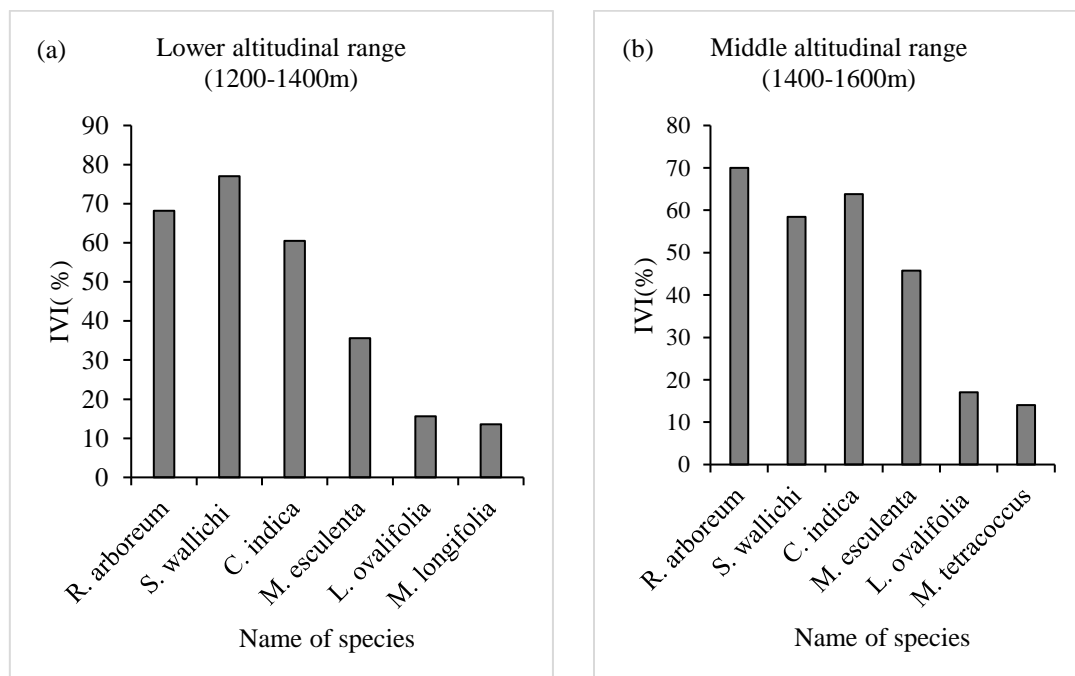 (a)
Lower altitudinal range
(1200-1400m)
90
80
70
60
50
40
30
20
10
0
IVI( %)
R. arboreum
S. wallichi
C. indica
M. esculenta
L. ovalifolia
M. longifolia
Name of species
(b)
Middle altitudinal range
(1400-1600m)
80
70
60
50
40
30
20
10
0
IVI(%)
R. arboreum
S. wallichi
C. indica
M. esculenta
L. ovalifolia
M. tetracoccus
Name of species